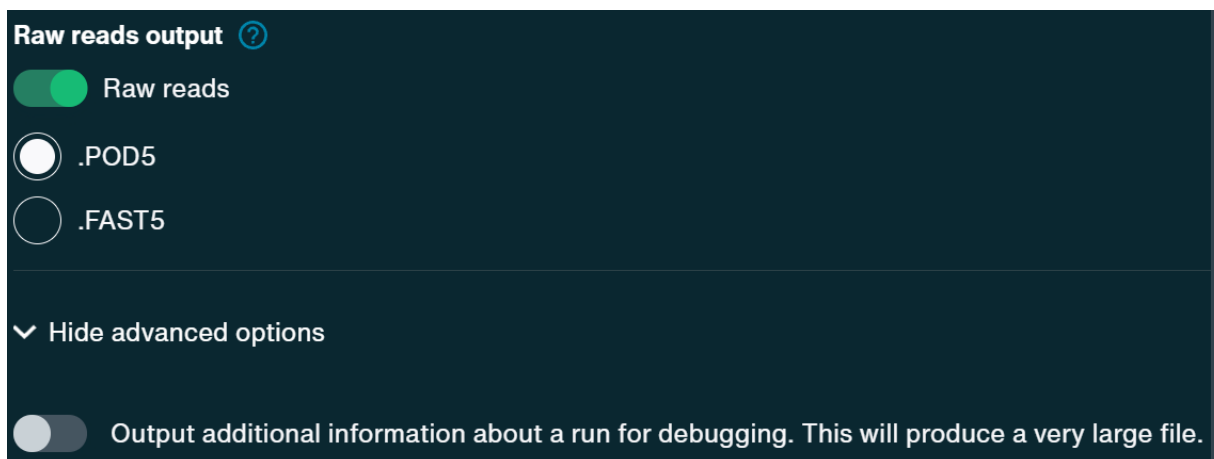 Raw reads output ?
Raw reads
.POD5
.FAST5
Hide advanced options
Output additional information about a run for debugging. This will produce a very large file.